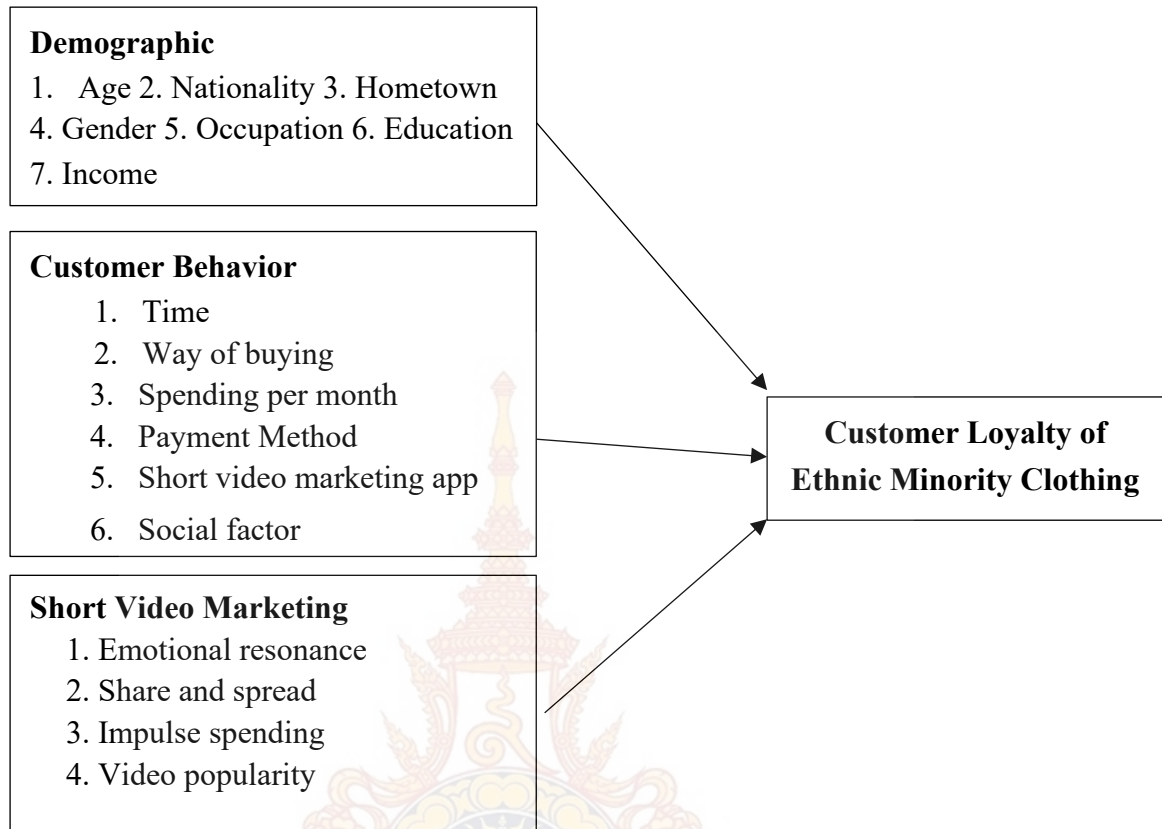 Demographic
1. Age 2. Nationality 3. Hometown
4. Gender 5. Occupation 6. Education
7. Income
Customer Behavior
1. Time
2. Way of buying
3. Spending per month
4. Payment Method
5. Short video marketing app
6. Social factor
Short Video Marketing
1. Emotional resonance
2. Share and spread
3. Impulse spending
4. Video popularity
Customer Loyalty of
Ethnic Minority Clothing